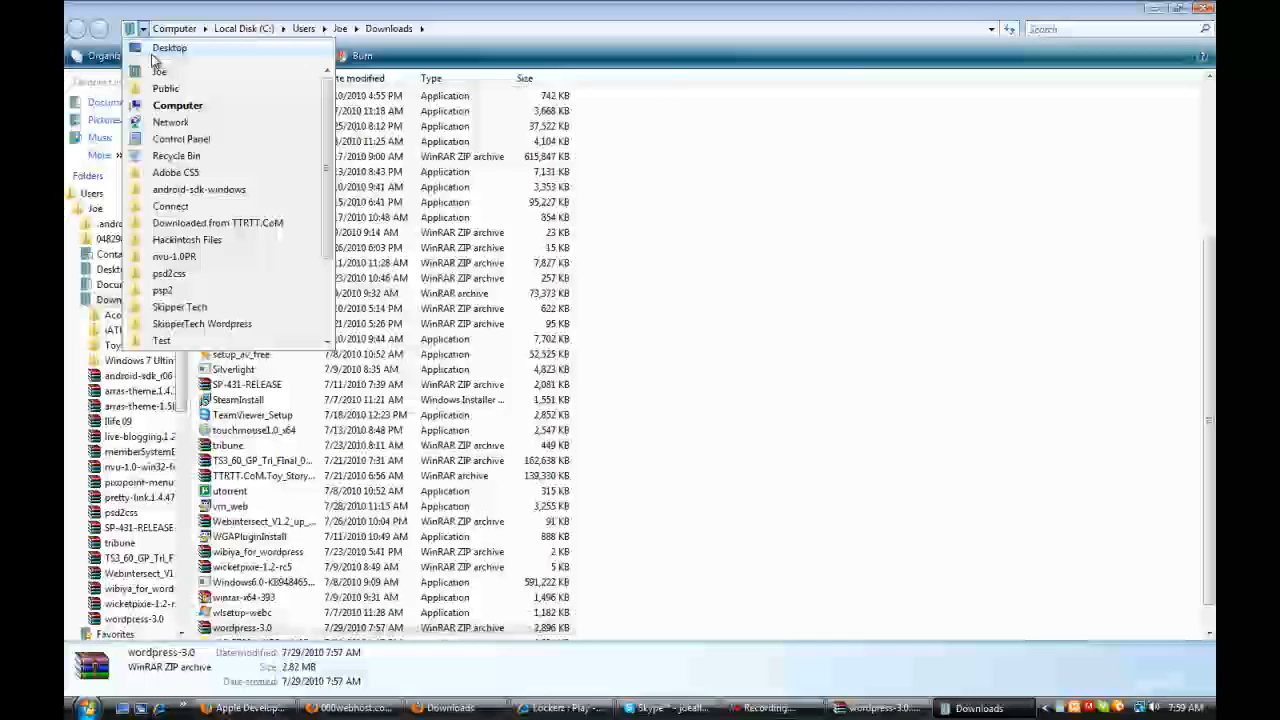 Computer Local Disk (C:) Users Joe Downloads Search
Organiz Burn
Desktop
Joe
Public
Computer
Network
Control Panel
Recycle Bin
Adobe CS5
android-sdk-windows
Connect
Downloaded from TTRTT.CoM
Hackintosh Files
nvu-1.0PR
psd2css
psp2
Skipper Tech
SkipperTech Wordpress
Test
Docum
Pictures
Music
More »
Folders
Users
Joe
.andro
04829
Conta
Deskt
Docum
Down
Aco
iATI
Toy
Windows 7 Ultim
android-sdk_r06-
arras-theme.1.4.
arras-theme-1.5
Ilife 09
live-blogging.1.2
memberSystemE
nvu-1.0-win32-f
pixopoint-menu
pretty-link.1.4.47
psd2css
SP-431-RELEASE
tribune
TS3_60_GP_Tri_F
Webintersect_V1
wibiya_for_word
wicketpixie-1.2-r
wordpress-3.0
Favorites
te modified Type Size
10/2010 4:55 PM Application 742 KB
7/2010 11:18 AM Application 3,668 KB
25/2010 8:12 PM Application 37,522 KB
8/2010 11:25 AM Application 4,104 KB
17/2010 9:00 AM WinRAR ZIP archive 615,847 KB
13/2010 8:43 PM Application 7,131 KB
10/2010 9:41 AM Application 3,353 KB
Application 95,227 KB
17/2010 10:48 AM Application 854 KB
/2010 9:14 AM WinRAR ZIP archive 23 KB
/2010 6:03 PM WinRAR ZIP archive 15 KB
/2010 11:28 AM WinRAR ZIP archive 7,827 KB
23/2010 10:46 AM WinRAR ZIP archive 257 KB
/2010 9:32 AM WinRAR archive 73,373 KB
10/2010 5:14 PM WinRAR ZIP archive 622 KB
21/2010 5:26 PM WinRAR ZIP archive 95 KB
10/2010 9:44 AM Application 7,702 KB
setup_av_free 7/8/2010 10:52 AM Application 52,525 KB
Silverlight 7/9/2010 8:35 AM Application 4,823 KB
SP-431-RELEASE 7/11/2010 7:39 AM WinRAR ZIP archive 2,081 KB
SteamInstall 7/7/2010 11:21 AM Windows Installer ... 1,551 KB
TeamViewer_Setup 7/18/2010 12:23 PM Application 2,852 KB
touchmouse1.0_x64 7/13/2010 8:48 PM Application 2,547 KB
tribune 7/23/2010 8:11 AM WinRAR ZIP archive 449 KB
TS3_60_GP_Tri_Final_0... 7/21/2010 7:31 AM WinRAR ZIP archive 162,638 KB
TTRTT.CoM.Toy_Story... 7/21/2010 6:56 AM WinRAR archive 139,330 KB
utorrent 7/8/2010 10:52 AM Application 315 KB
vrn_web 7/28/2010 11:15 AM Application 3,255 KB
Webintersect_V1.2_up_... 7/26/2010 10:04 PM WinRAR ZIP archive 91 KB
WGAPluginInstall 7/11/2010 10:49 AM Application 888 KB
wibiya_for_wordpress 7/23/2010 5:41 PM WinRAR ZIP archive 2 KB
wicketpixie-1.2-rc5 7/9/2010 8:49 AM WinRAR ZIP archive 5 KB
Windows6.0-KB948465... 7/8/2010 9:09 AM Application 591,222 KB
winrar-x64-393 7/9/2010 9:31 AM Application 1,496 KB
wlsetup-webc 7/7/2010 11:28 AM Application 1,182 KB
wordpress-3.0 7/29/2010 7:57 AM WinRAR ZIP archive 2,896 KB
wordpress-3.0 Date modified: 7/29/2010 7:57 AM
WinRAR ZIP archive Size: 2.82 MB
Date created: 7/29/2010 7:57 AM
Apple Develop... 000webhost.co... Downloads Lockerz : Play -... Skype™ - joeall... Recording... wordpress-3.0.... Downloads 7:59 AM